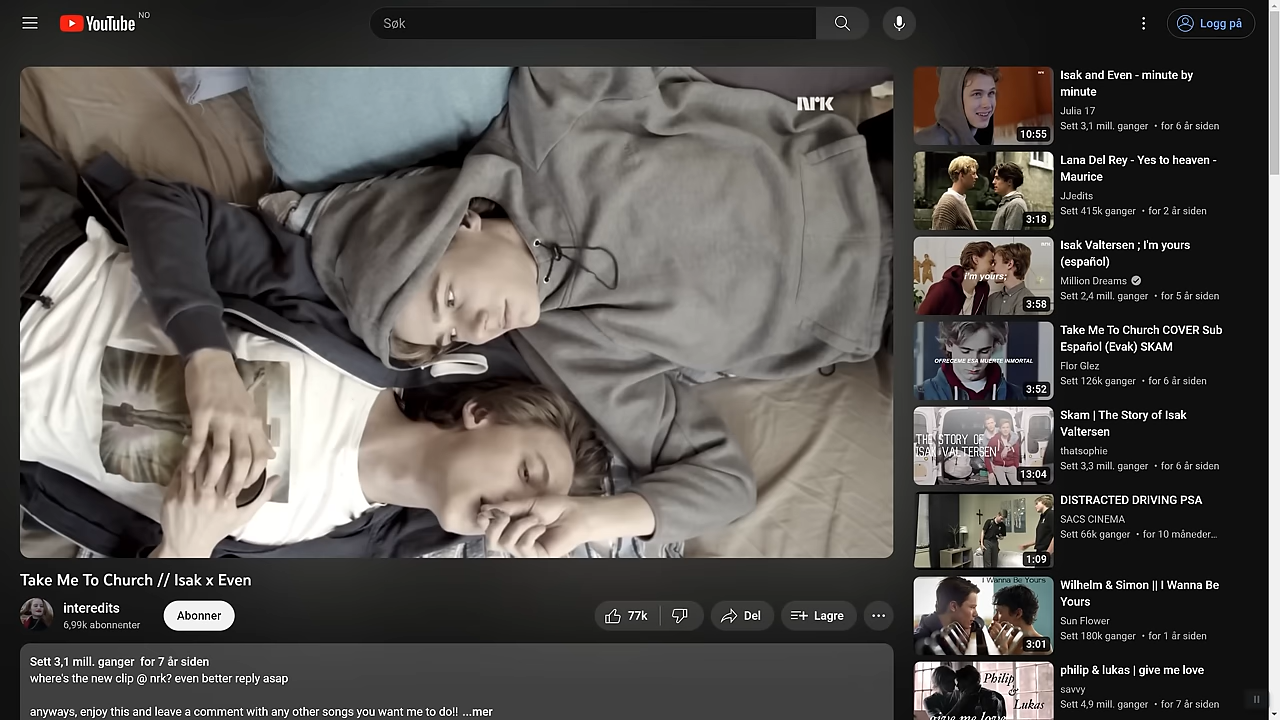 YouTube NO
Søk
Logg på
nrk
Take Me To Church // Isak x Even
interedits
6,99k abonnenter
Abonner
77k
Del
Lagre
Sett 3,1 mill. ganger for 7 år siden
where's the new clip @ nrk? even better reply asap
anyways, enjoy this and leave a comment with any other songs you want me to do!! ...mer
10:55
Isak and Even - minute by
minute
Julia 17
Sett 3,1 mill. ganger • for 6 år siden
3:18
Lana Del Rey - Yes to heaven -
Maurice
JJedits
Sett 415k ganger • for 2 år siden
nrk
i'm yours;
3:58
Isak Valtersen ; I'm yours
(español)
Million Dreams
Sett 2,4 mill. ganger • for 5 år siden
OFRECEME ESA MUERTE INMORTAL
3:52
Take Me To Church COVER Sub
Español (Evak) SKAM
Flor Glez
Sett 126k ganger • for 6 år siden
THE STORY OF
ISAK VALTERSEN
13:04
Skam | The Story of Isak
Valtersen
thatsophie
Sett 3,3 mill. ganger • for 6 år siden
1:09
DISTRACTED DRIVING PSA
SACS CINEMA
Sett 66k ganger • for 10 måneder...
I Wanna Be Yours
3:01
Wilhelm & Simon || I Wanna Be
Yours
Sun Flower
Sett 180k ganger • for 1 år siden
Philip
&
Lukas
give me love
philip & lukas | give me love
savvy
Sett 4,9 mill. ganger • for 7 år siden